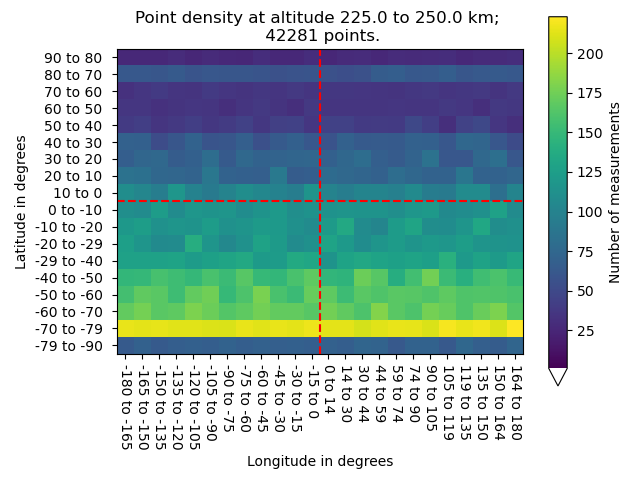 Point density at altitude 225.0 to 250.0 km;
42281 points.
Latitude in degrees
90 to 80
80 to 70
70 to 60
60 to 50
50 to 40
40 to 30
30 to 20
20 to 10
10 to 0
0 to -10
-10 to -20
-20 to -29
-29 to -40
-40 to -50
-50 to -60
-60 to -70
-70 to -79
-79 to -90
-180 to -165
-165 to -150
-150 to -135
-135 to -120
-120 to -105
-105 to -90
-90 to -75
-75 to -60
-60 to -45
-45 to -30
-30 to -15
-15 to 0
0 to 14
14 to 30
30 to 44
44 to 59
59 to 74
74 to 90
90 to 105
105 to 119
119 to 135
135 to 150
150 to 164
164 to 180
Longitude in degrees
200
175
150
125
100
75
50
25
Number of measurements